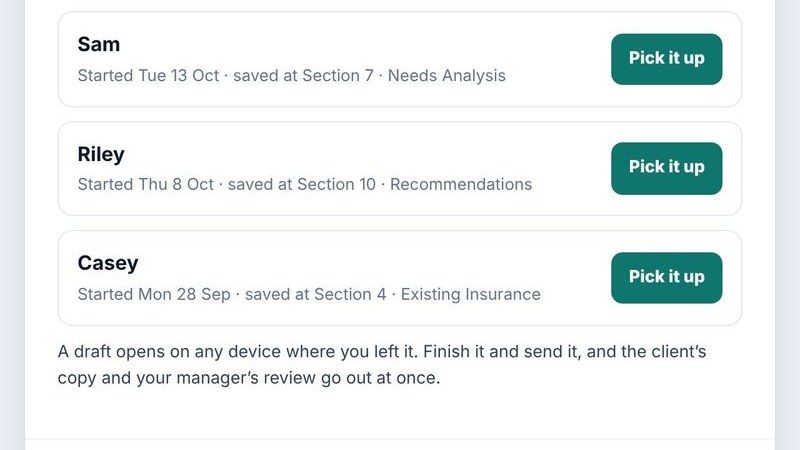 Sam
Started Tue 13 Oct · saved at Section 7 · Needs Analysis
Pick it up
Riley
Started Thu 8 Oct · saved at Section 10 · Recommendations
Pick it up
Casey
Started Mon 28 Sep · saved at Section 4 · Existing Insurance
Pick it up
A draft opens on any device where you left it. Finish it and send it, and the client’s
copy and your manager’s review go out at once.